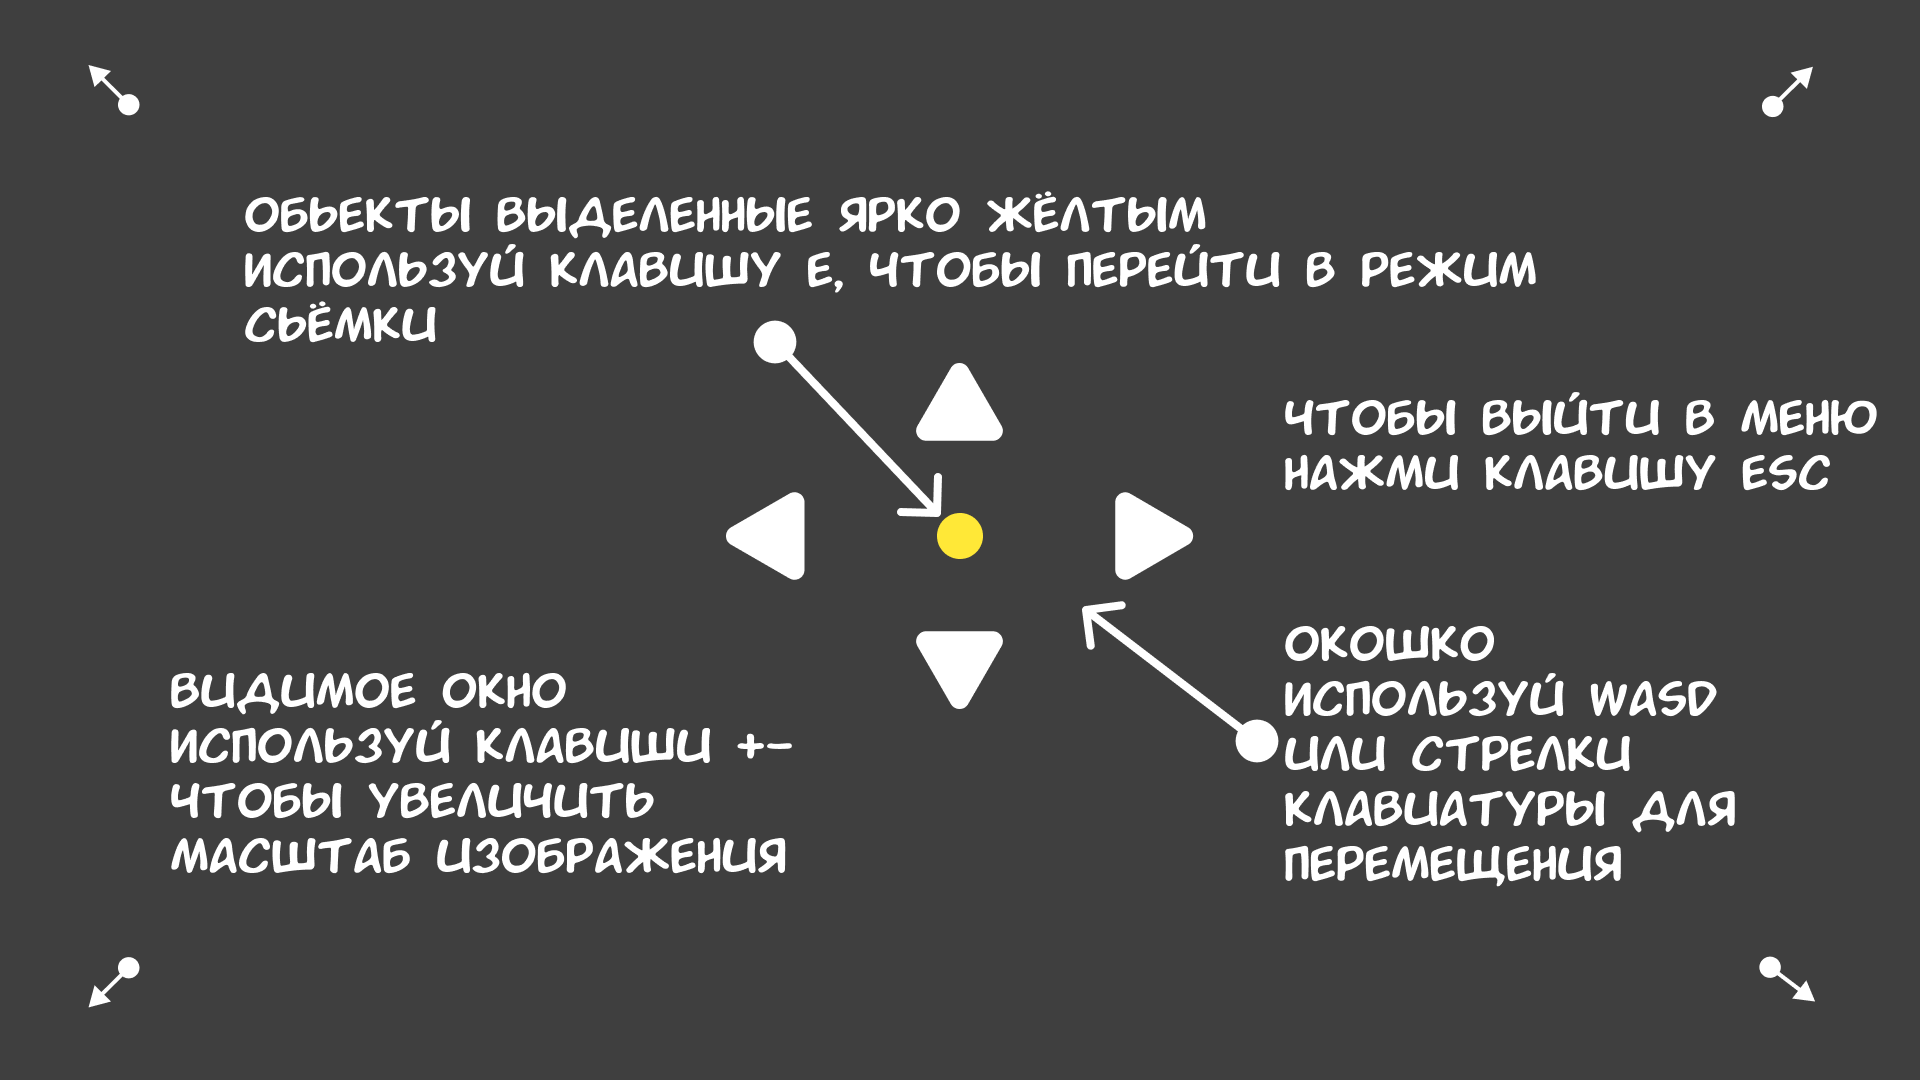 ОБЬЕКТЫ ВЫДЕЛЕННЫЕ ЯРКО ЖЁЛТЫМ
ИСПОЛЬЗУЙ КЛАВИШУ Е, ЧТОБЫ ПЕРЕЙТИ В РЕЖИМ
СЬЁМКИ
ЧТОБЫ ВЫЙТИ В МЕНЮ
НАЖМИ КЛАВИШУ ESC
ВИДИМОЕ ОКНО
ИСПОЛЬЗУЙ КЛАВИШИ +-
ЧТОБЫ УВЕЛИЧИТЬ
МАСШТАБ ИЗОБРАЖЕНИЯ
ОКОШКО
ИСПОЛЬЗУЙ WASD
ИЛИ СТРЕЛКИ
КЛАВИАТУРЫ ДЛЯ
ПЕРЕМЕЩЕНИЯ